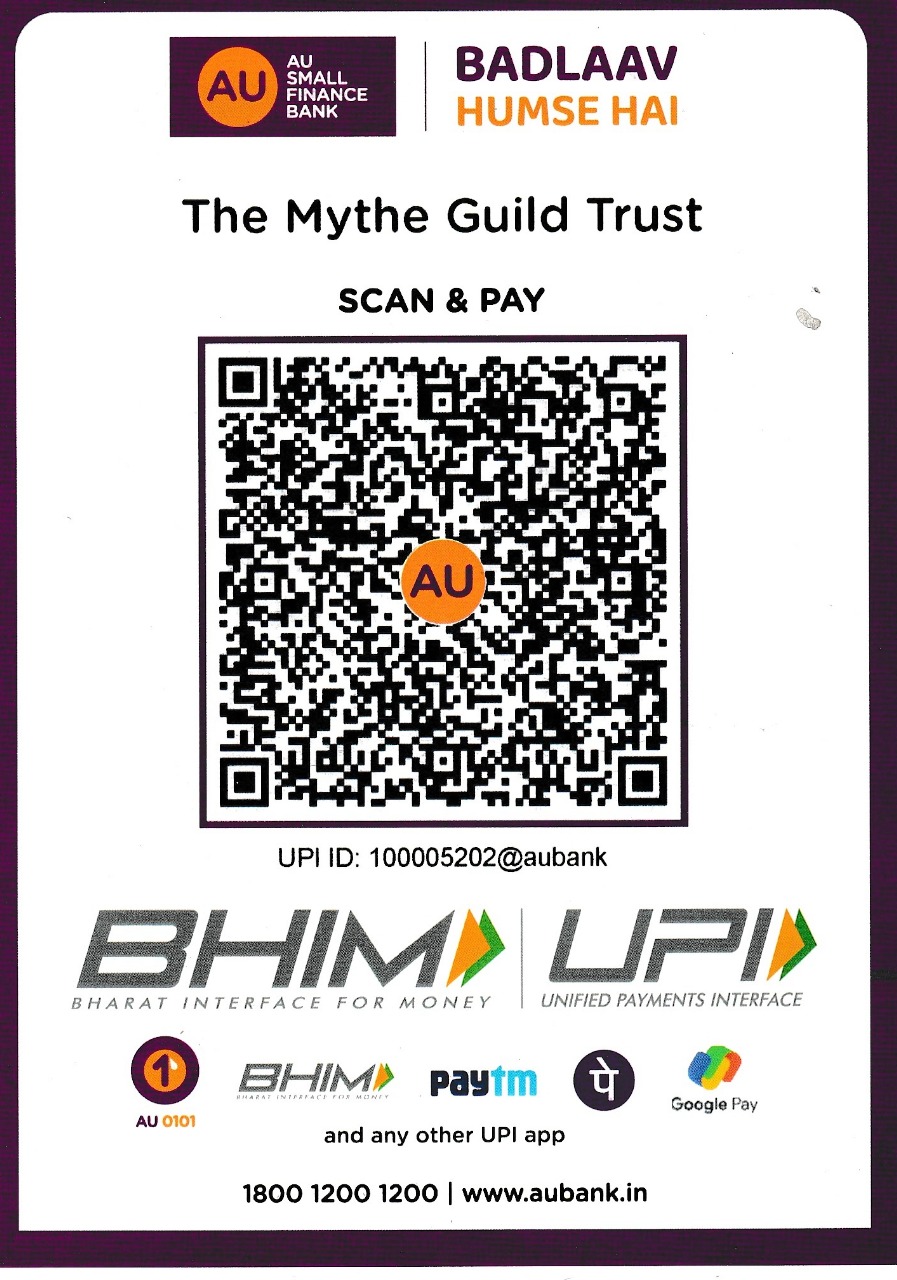 AU
AU
SMALL
FINANCE
BANK
BADLAAV
HUMSE HAI
The Mythe Guild Trust
SCAN & PAY
AU
UPI ID: 100005202@aubank
BHIM
BHARAT INTERFACE FOR MONEY
UPI
UNIFIED PAYMENTS INTERFACE
1
AU 0101
BHIM
BHARAT INTERFACE FOR MONEY
paytm
पे
Google Pay
and any other UPI app
1800 1200 1200 | www.aubank.in